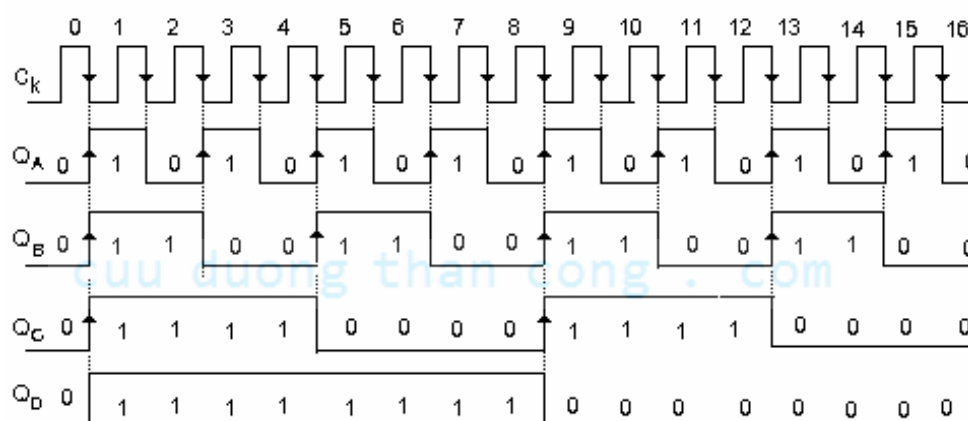 0 1 2 3 4 5 6 7 8 9 10 11 12 13 14 15 16
Ck
QA 0 1 0 1 0 1 0 1 0 1 0 1 0 1 0 1 0
QB 0 1 1 0 0 1 1 0 0 1 1 0 0 1 1 0 0
cuu duong than cong . com
QC 0 1 1 1 1 0 0 0 0 1 1 1 1 0 0 0 0
QD 0 1 1 1 1 1 1 1 1 0 0 0 0 0 0 0 0